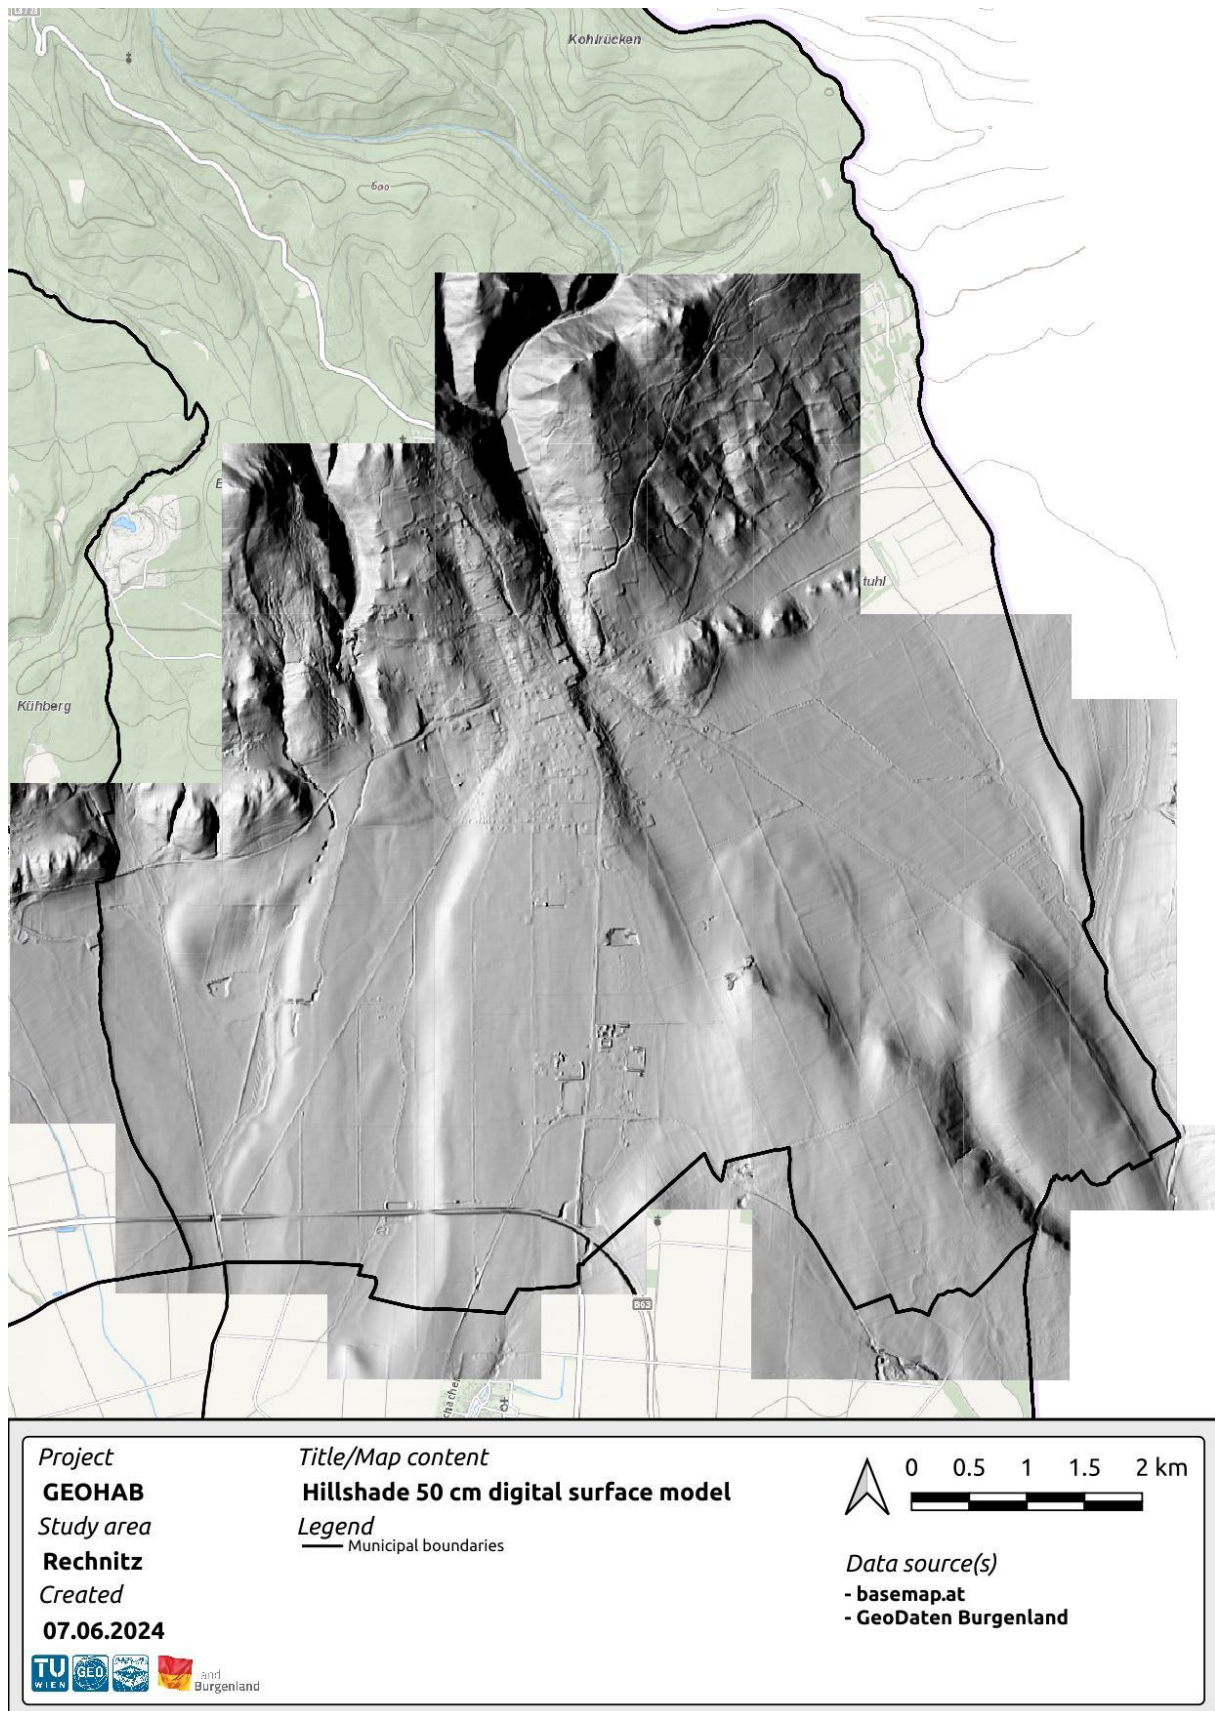 Kohlrücken
600
E
tuhl
Kühberg
B63
chachen
Project
GEOHAB
Study area
Rechnitz
Created
07.06.2024
Title/Map content
Hillshade 50 cm digital surface model
Legend
Municipal boundaries
0 0.5 1 1.5 2 km
Data source(s)
- basemap.at
- GeoDaten Burgenland
TU
WIEN
GEO
and
Burgenland